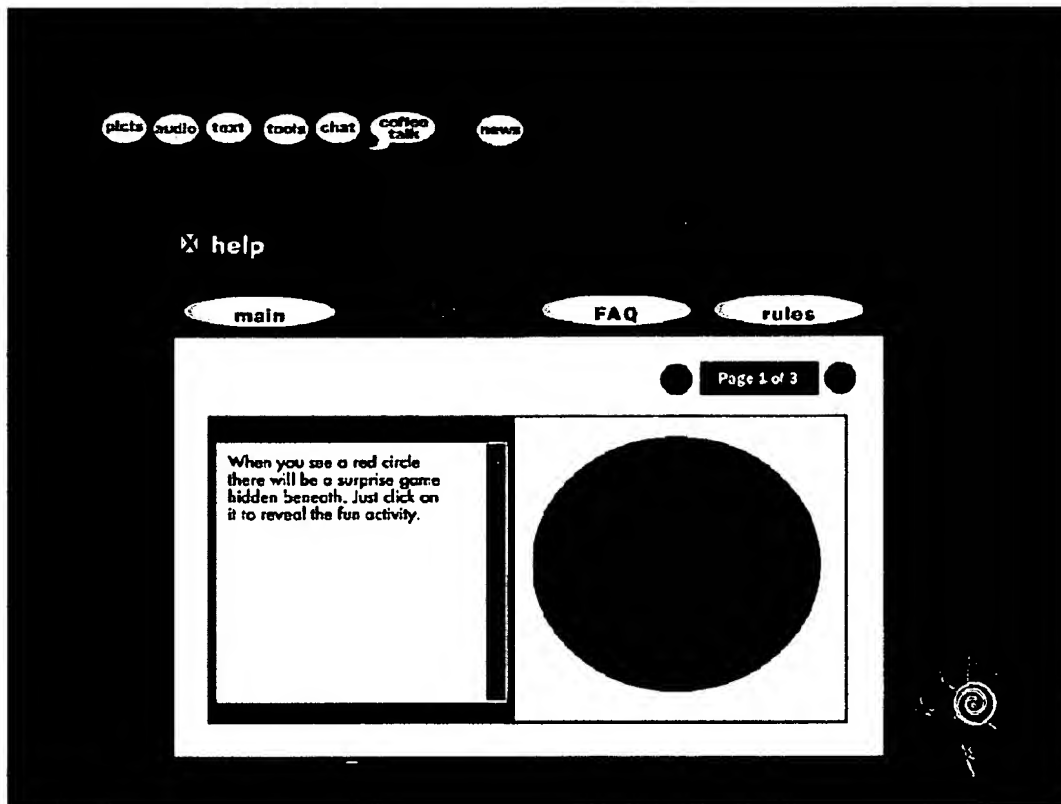 picts audio text tools chat coffee talk news
X help
main FAQ rules
Page 1 of 3
When you see a red circle
there will be a surprise game
hidden beneath. Just click on
it to reveal the fun activity.